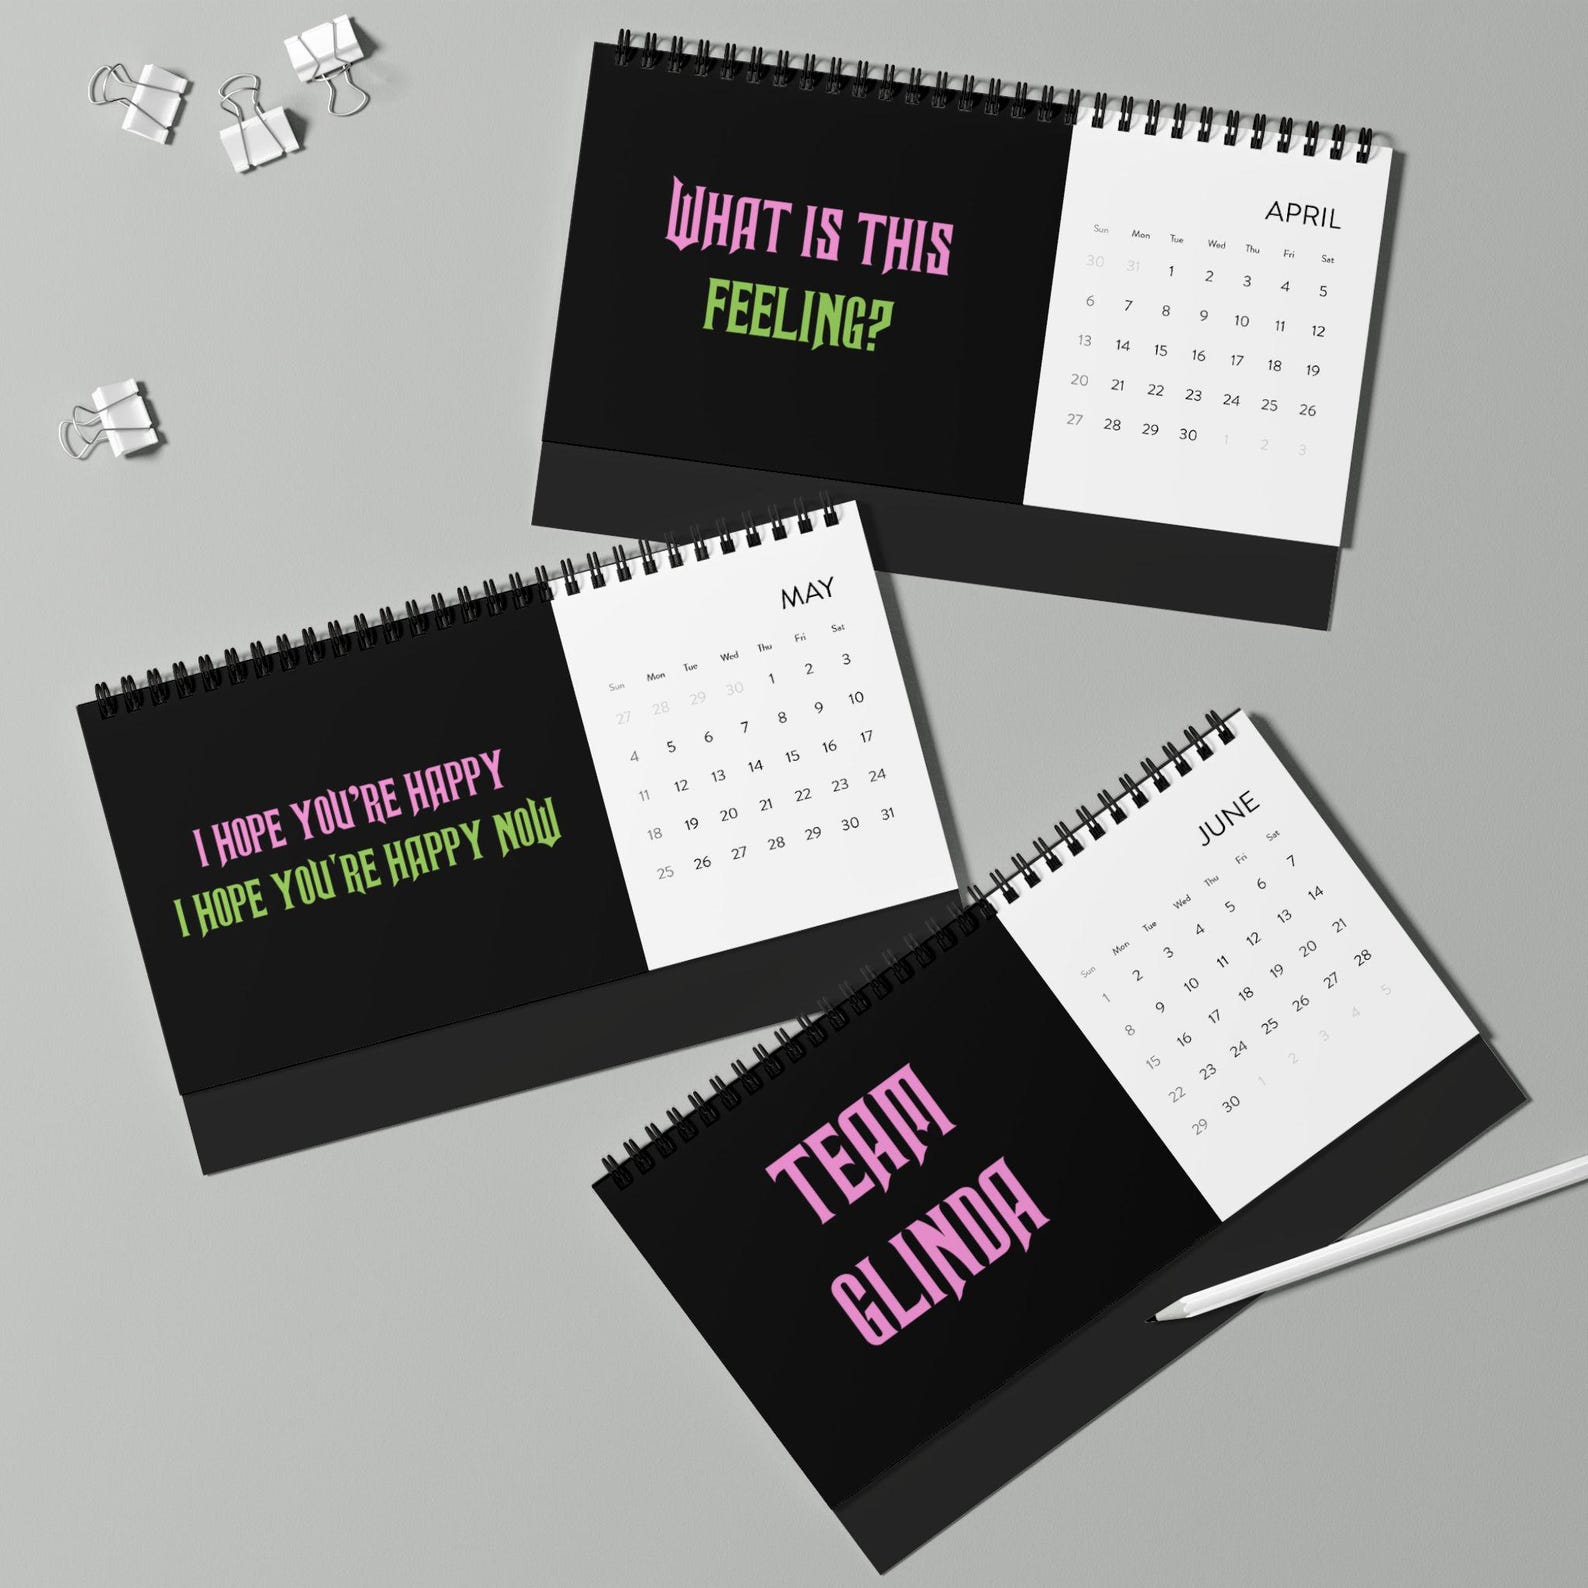 WHAT IS THIS
FEELING?
APRIL
Sun Mon Tue Wed Thu Fri Sat
30 31 1 2 3 4 5
6 7 8 9 10 11 12
13 14 15 16 17 18 19
20 21 22 23 24 25 26
27 28 29 30 1 2 3
I HOPE YOU'RE HAPPY
I HOPE YOU'RE HAPPY NOW
MAY
Sun Mon Tue Wed Thu Fri Sat
27 28 29 30 1 2 3
4 5 6 7 8 9 10
11 12 13 14 15 16 17
18 19 20 21 22 23 24
25 26 27 28 29 30 31
TEAM
GLINDA
JUNE
Sun Mon Tue Wed Thu Fri Sat
1 2 3 4 5 6 7
8 9 10 11 12 13 14
15 16 17 18 19 20 21
22 23 24 25 26 27 28
29 30 1 2 3 4 5